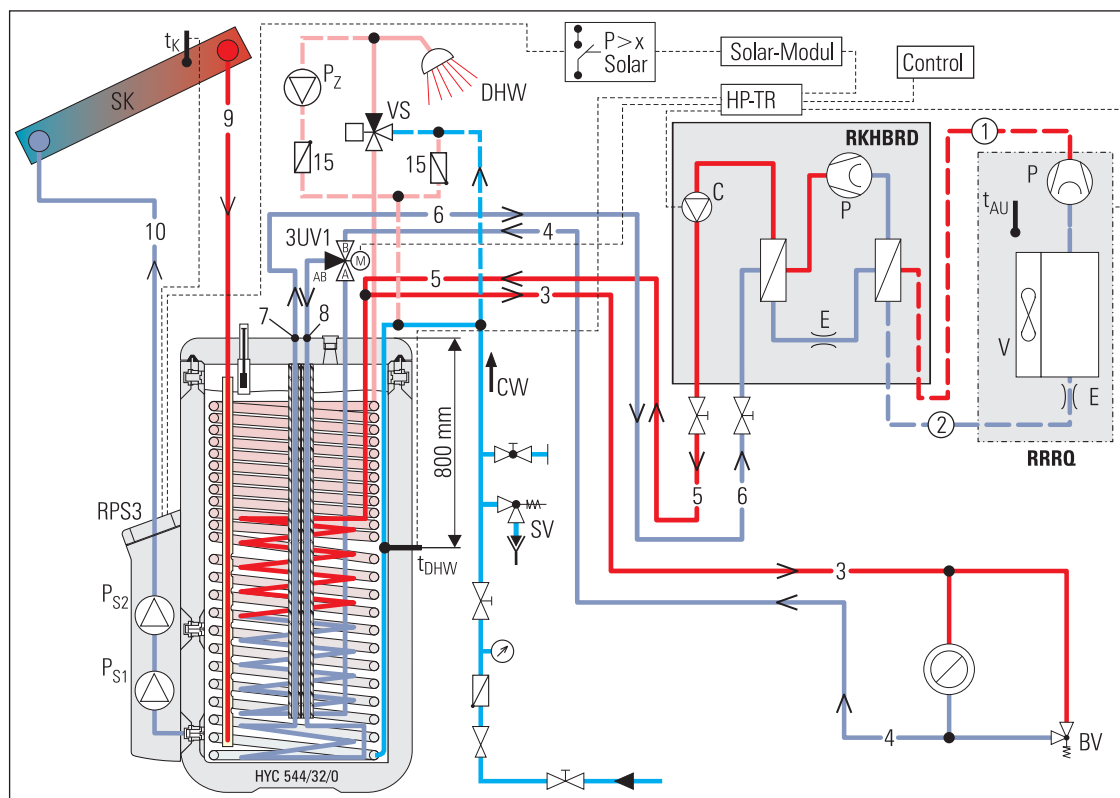 t_K
SK
9
10
P_Z
15
DHW
VS
15
P > x
Solar
Solar-Modul
Control
HP-TR
RKHBRD
C
P
E
1
2
P
t_AU
V
E
RRRQ
6
4
3UV1
B
M
AB
A
5
3
7
8
CW
800 mm
t_DHW
SV
5
6
RPS3
P_S2
P_S1
3
4
BV
HYC 544/32/0